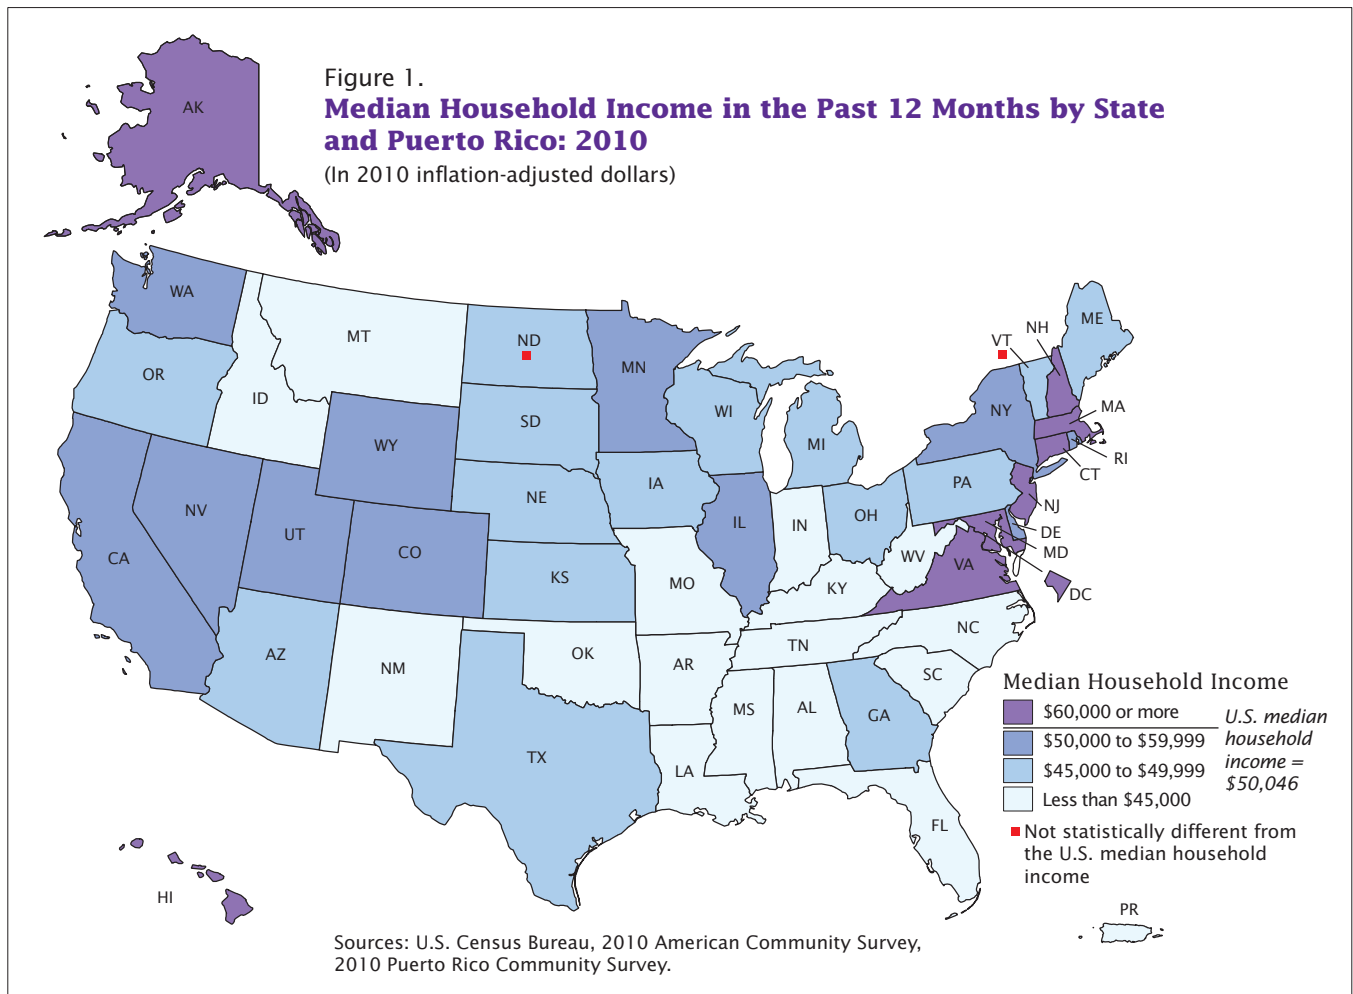 Figure 1.
Median Household Income in the Past 12 Months by State
and Puerto Rico: 2010
(In 2010 inflation-adjusted dollars)
AK
WA
MT
ND
VT
NH
ME
OR
ID
MN
WI
MI
NY
MA
RI
CT
WY
SD
IA
PA
NJ
NV
UT
CO
NE
IL
IN
OH
DE
MD
DC
CA
KS
MO
WV
VA
KY
AZ
NM
OK
AR
TN
NC
SC
TX
LA
MS
AL
GA
FL
HI
PR
Median Household Income
$60,000 or more
$50,000 to $59,999
$45,000 to $49,999
Less than $45,000
U.S. median
household
income =
$50,046
Not statistically different from
the U.S. median household
income
Sources: U.S. Census Bureau, 2010 American Community Survey,
2010 Puerto Rico Community Survey.